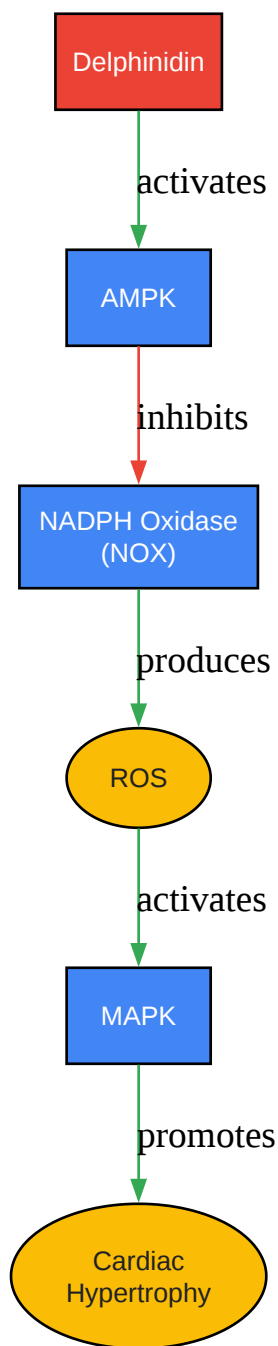 Delphinidin
activates
AMPK
inhibits
NADPH Oxidase
(NOX)
produces
ROS
activates
MAPK
promotes
Cardiac
Hypertrophy